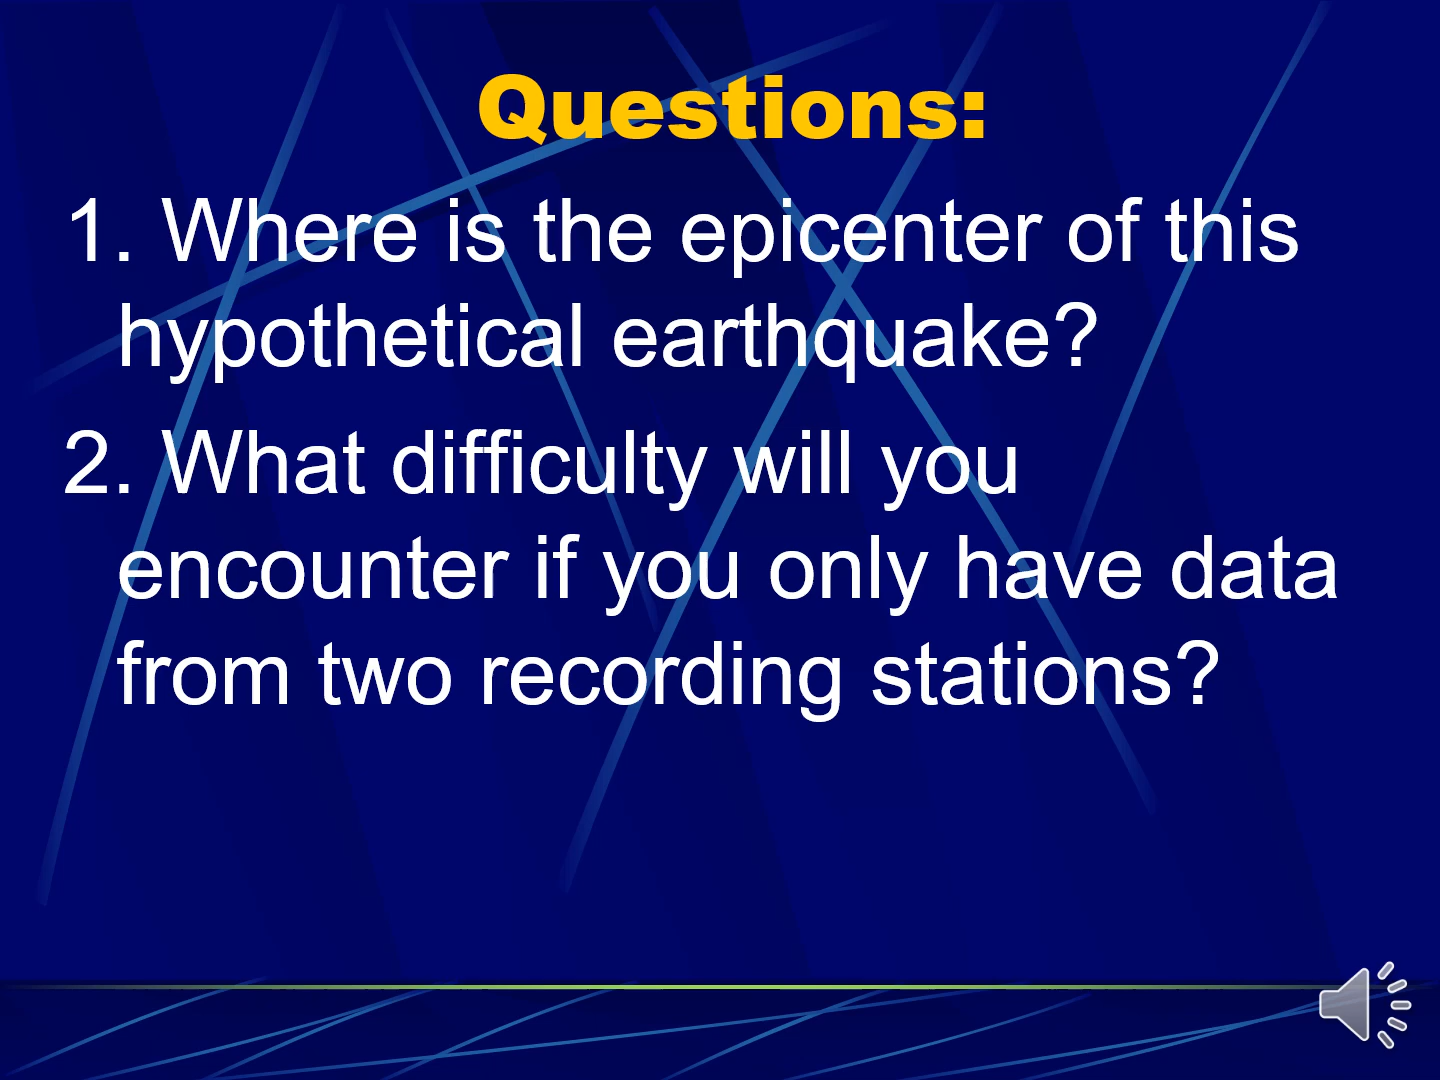 Questions:
1. Where is the epicenter of this
hypothetical earthquake?
2. What difficulty will you
encounter if you only have data
from two recording stations?